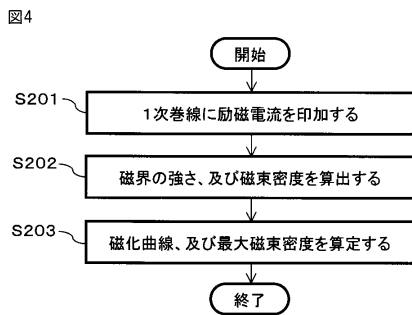 図4
開始
S201
1次巻線に励磁電流を印加する
S202
磁界の強さ、及び磁束密度を算出する
S203
磁化曲線、及び最大磁束密度を算定する
終了